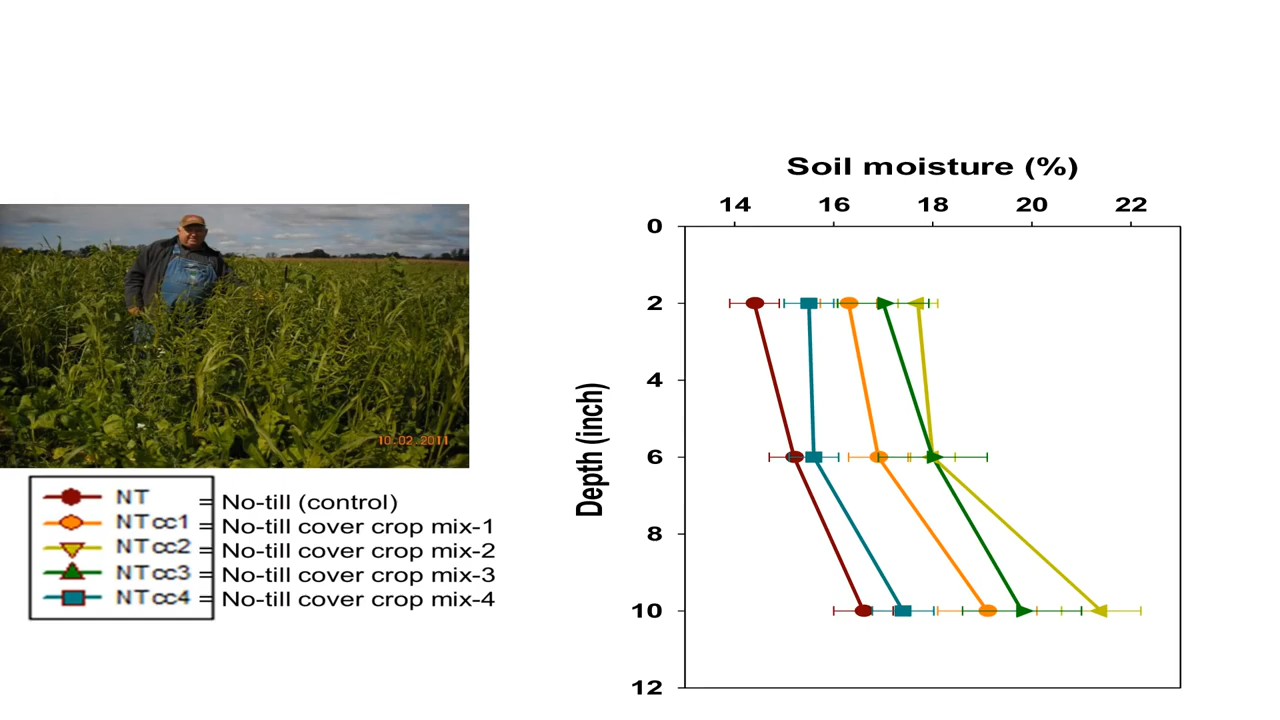 Soil moisture (%)
14 16 18 20 22
0
2
4
6
8
10
12
Depth (inch)
10.02.2011
NT = No-till (control)
NTcc1 = No-till cover crop mix-1
NTcc2 = No-till cover crop mix-2
NTcc3 = No-till cover crop mix-3
NTcc4 = No-till cover crop mix-4